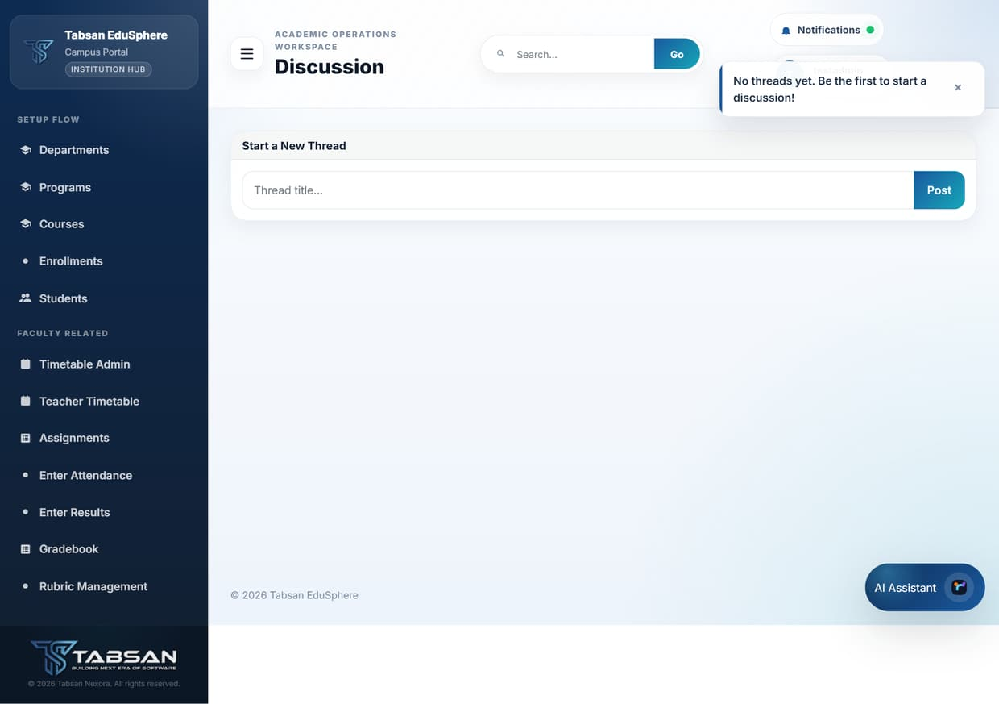 Tabsan EduSphere
Campus Portal
INSTITUTION HUB
SETUP FLOW
Departments
Programs
Courses
Enrollments
Students
FACULTY RELATED
Timetable Admin
Teacher Timetable
Assignments
Enter Attendance
Enter Results
Gradebook
Rubric Management
TABSAN
BUILDING NEXT ERA OF SOFTWARE
© 2026 Tabsan Nexora. All rights reserved.
ACADEMIC OPERATIONS
WORKSPACE
Discussion
Search...
Go
Notifications
No threads yet. Be the first to start a
discussion!
×
Start a New Thread
Thread title...
Post
© 2026 Tabsan EduSphere
AI Assistant